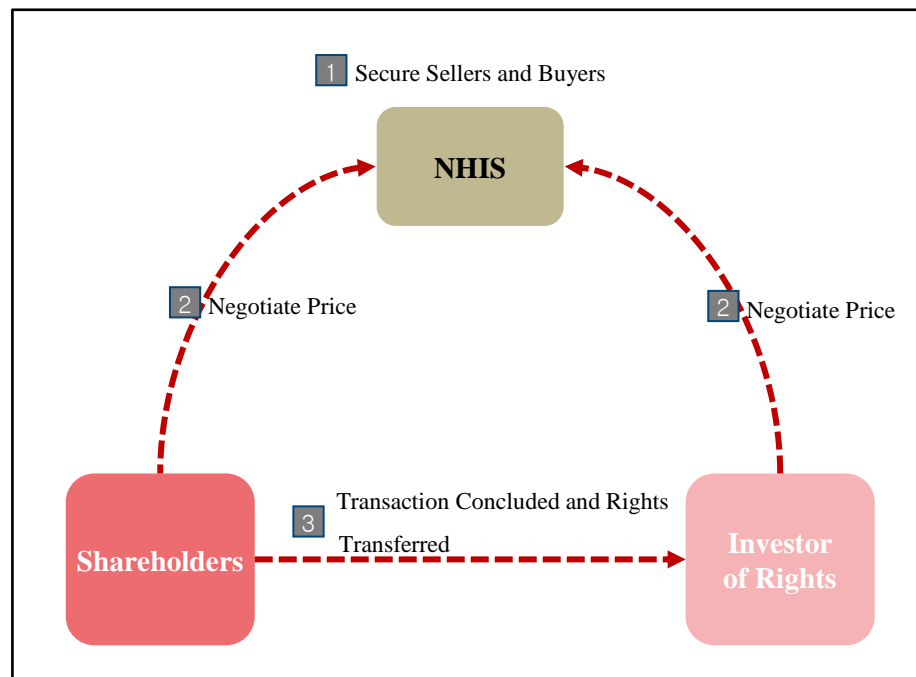 1 Secure Sellers and Buyers
NHIS
2 Negotiate Price
2 Negotiate Price
3 Transaction Concluded and Rights
Transferred
Shareholders
Investor
of Rights